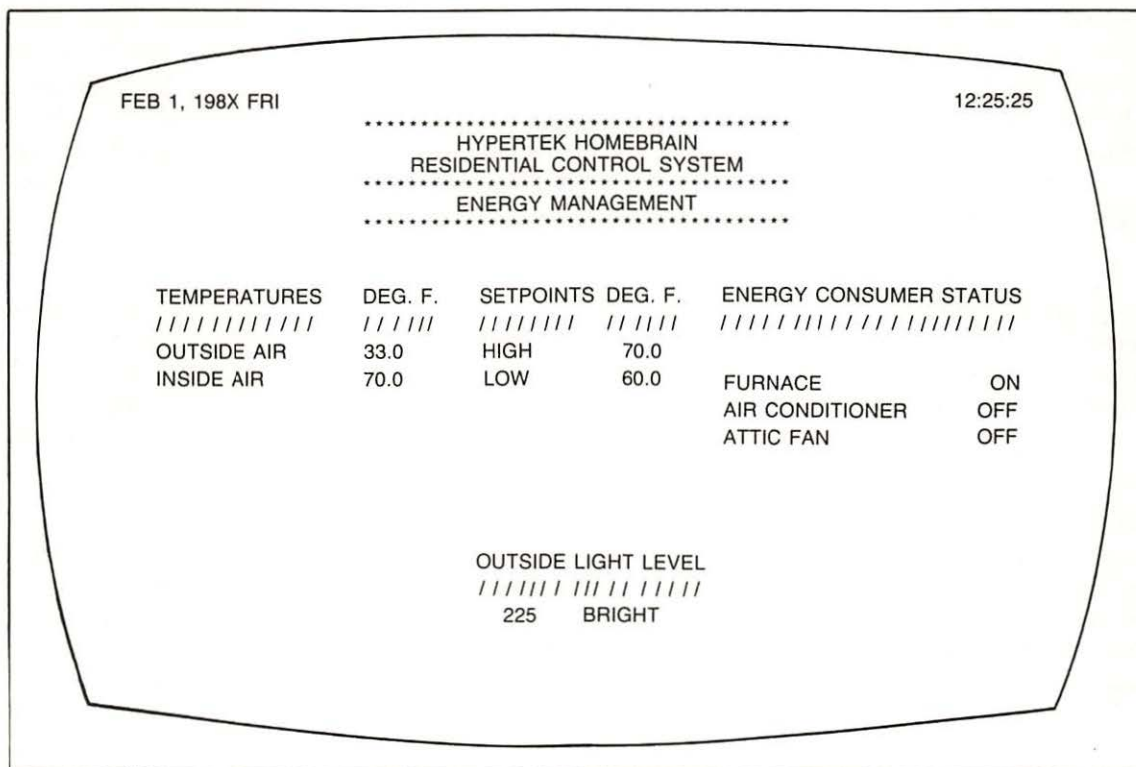 FEB 1, 198X FRI 12:25:25
****************************************
HYPERTEK HOMEBRAIN
RESIDENTIAL CONTROL SYSTEM
****************************************
ENERGY MANAGEMENT
****************************************
TEMPERATURES DEG. F. SETPOINTS DEG. F. ENERGY CONSUMER STATUS
//////////// ////// //////// ////// //////////////////////
OUTSIDE AIR 33.0 HIGH 70.0
INSIDE AIR 70.0 LOW 60.0
FURNACE ON
AIR CONDITIONER OFF
ATTIC FAN OFF
OUTSIDE LIGHT LEVEL
/////// /// // /////
225 BRIGHT